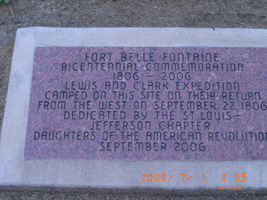 FORT BELLE FONTAINE
BICENTENNIAL COMMEMORATION
1806 - 2006
LEWIS AND CLARK EXPEDITION
CAMPED ON THIS SITE ON THEIR RETURN
FROM THE WEST ON SEPTEMBER 22, 1806
DEDICATED BY THE ST. LOUIS-
JEFFERSON CHAPTER
DAUGHTERS OF THE AMERICAN REVOLUTION
SEPTEMBER 2006